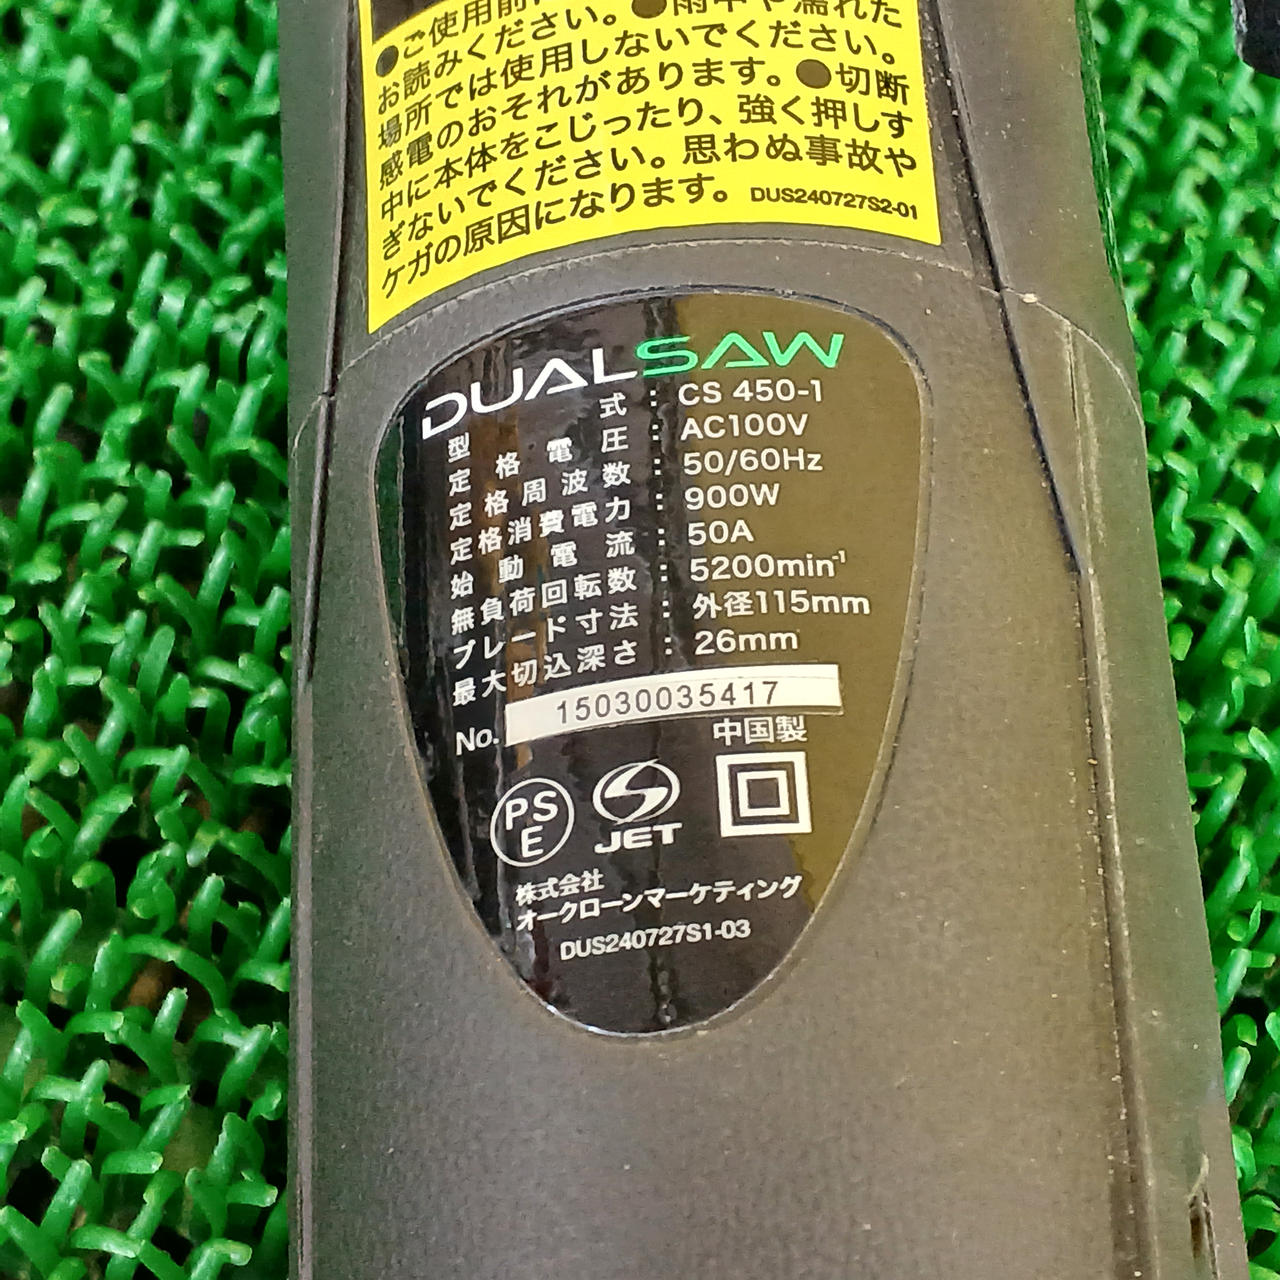 ●ご使用前
お読みください。●雨中や濡れた
場所では使用しないでください。
感電のおそれがあります。●切断
中に本体をこじったり、強く押しす
ぎないでください。思わぬ事故や
ケガの原因になります。 DUS240727S2-01
DUALSAW
型式：CS 450-1
定格電圧：AC100V
定格周波数：50/60Hz
定格消費電力：900W
始動電流：50A
無負荷回転数：5200min⁻¹
ブレード寸法：外径115mm
最大切込深さ：26mm
No. 15030035417
中国製
PSE JET
株式会社
オークローンマーケティング
DUS240727S1-03